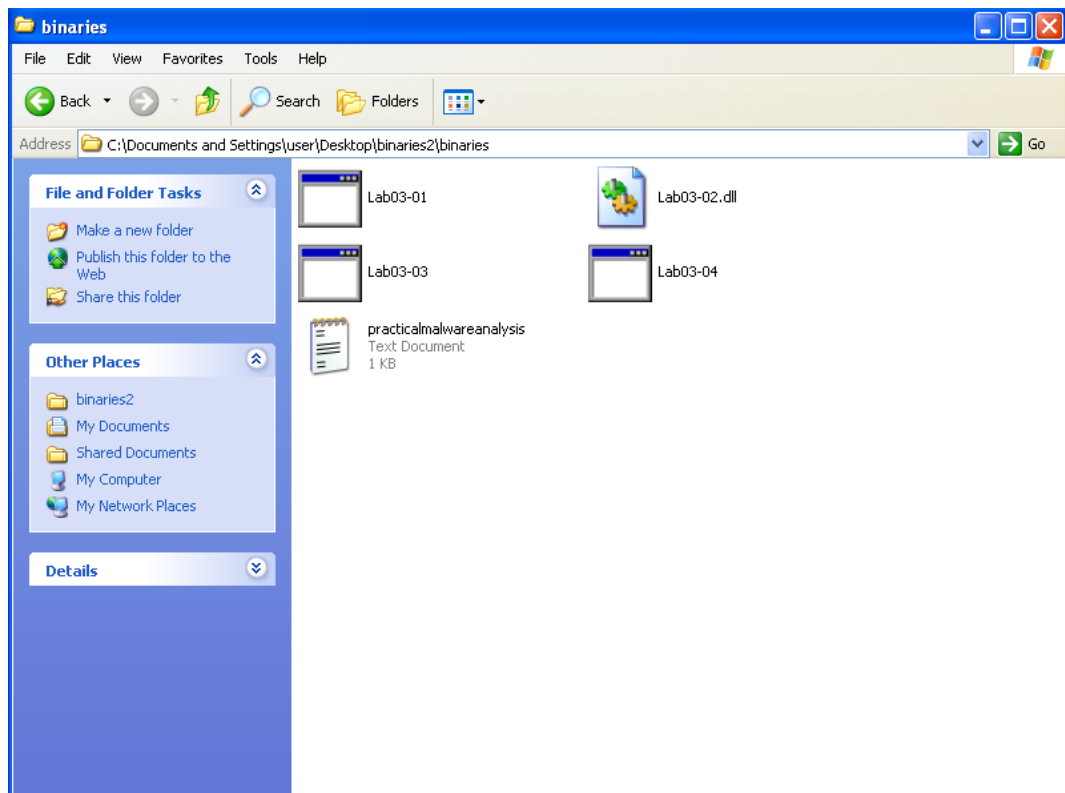 binaries
File Edit View Favorites Tools Help
Back Search Folders
Address C:\Documents and Settings\user\Desktop\binaries2\binaries Go
File and Folder Tasks
Make a new folder
Publish this folder to the
Web
Share this folder
Other Places
binaries2
My Documents
Shared Documents
My Computer
My Network Places
Details
Lab03-01
Lab03-02.dll
Lab03-03
Lab03-04
practicalmalwareanalysis
Text Document
1 KB